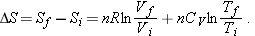 ΔS = S_f − S_i = nR ln V_f/V_i + nC_V ln T_f/T_i .